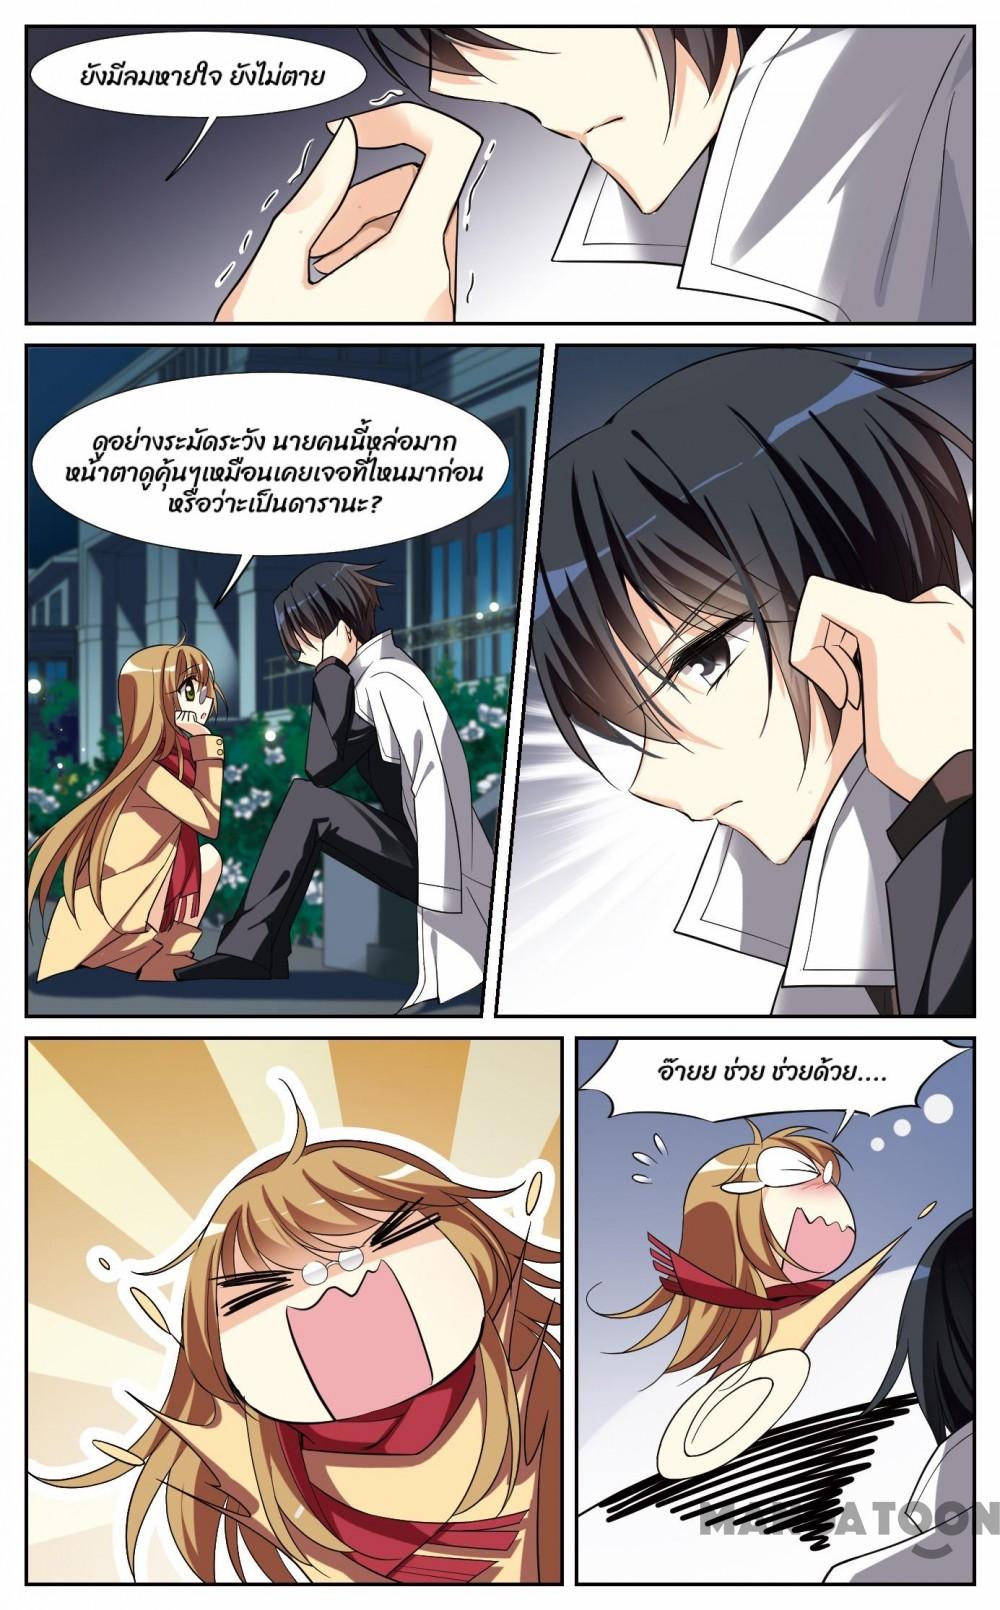 ยังมีลมหายใจ ยังไม่ตาย
ดูอย่างระมัดระวัง นายคนนี้หล่อมาก
หน้าตาดูคุ้นๆเหมือนเคยเจอที่ไหนมาก่อน
หรือว่าะเป็นดารานะ?
อ๊ายย ช่วย ช่วยด้วย....
MANGATOON